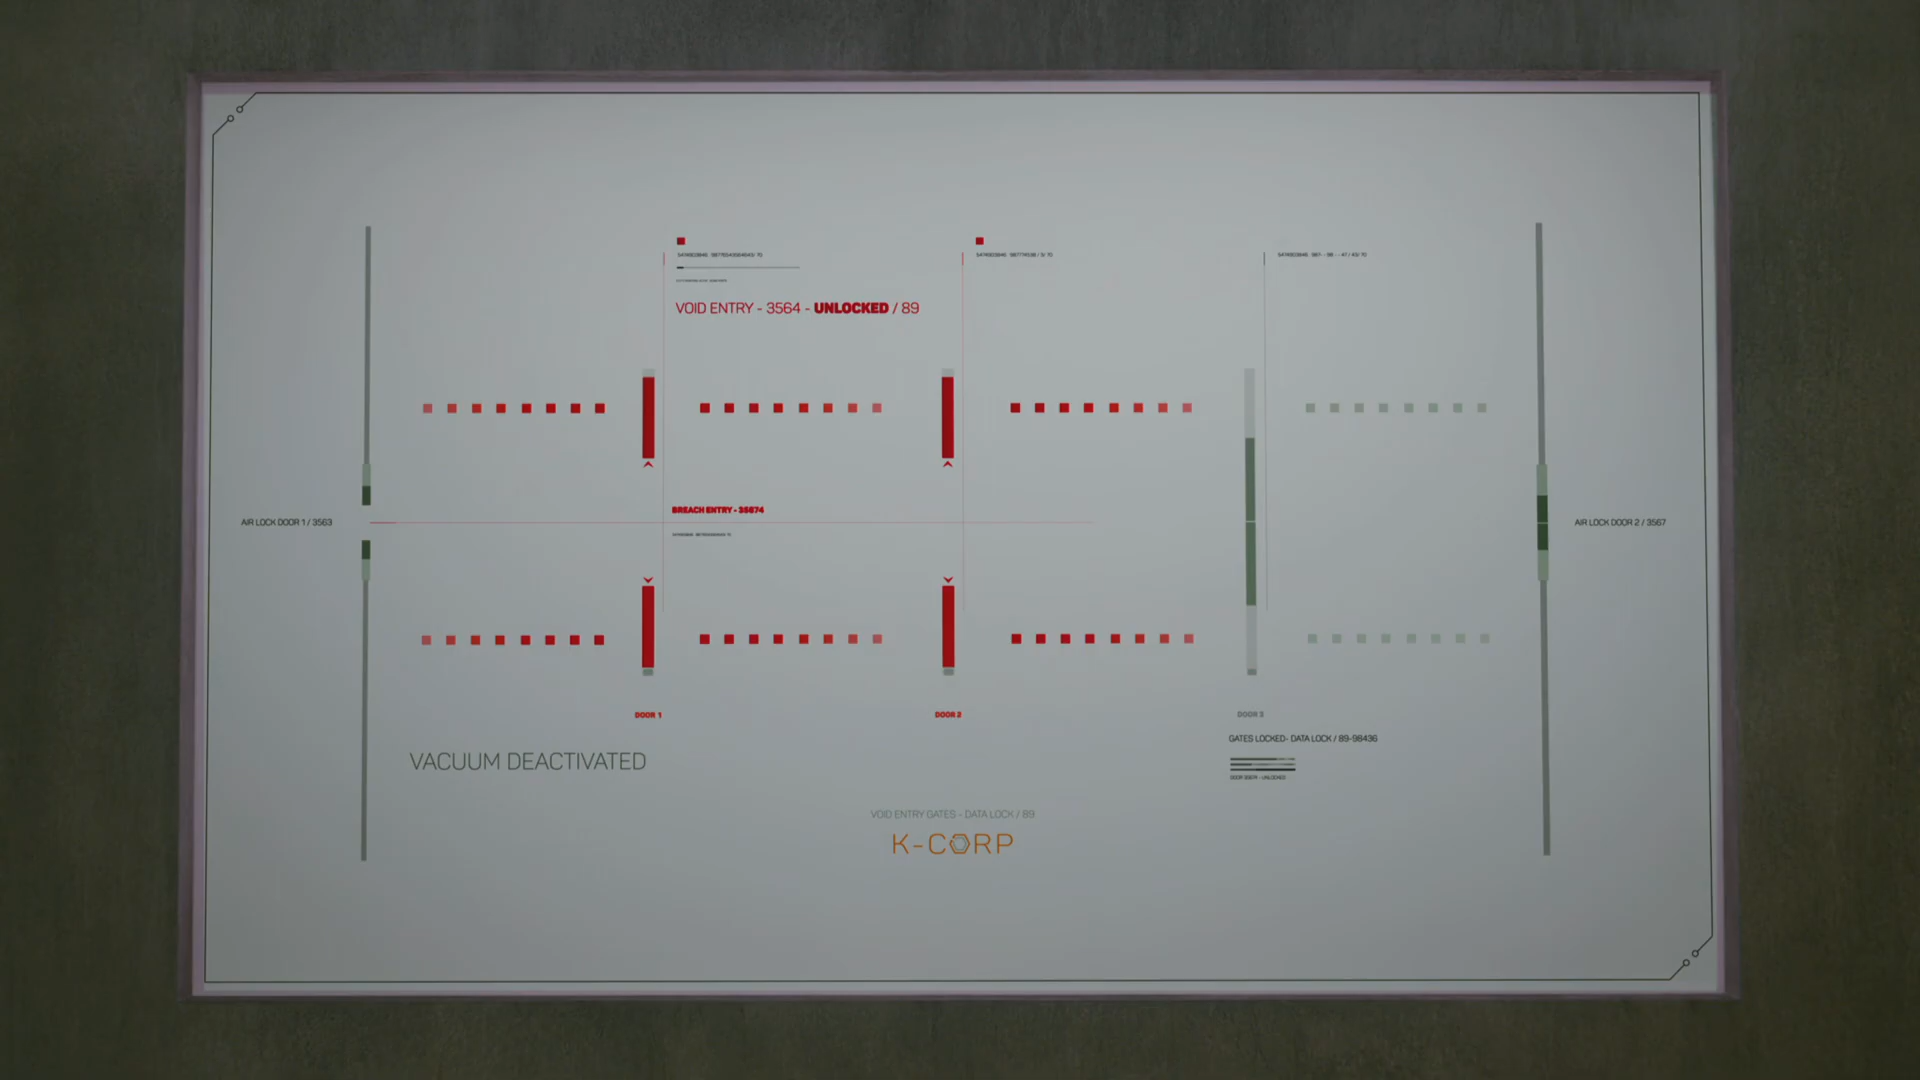 VOID ENTRY - 3564 - UNLOCKED / 89
BREACH ENTRY - 35674
AIR LOCK DOOR 1 / 3563
AIR LOCK DOOR 2 / 3567
DOOR 1
DOOR 2
DOOR 3
GATES LOCKED- DATA LOCK / 89-98436
VACUUM DEACTIVATED
VOID ENTRY GATES - DATA LOCK / 89
K-CORP